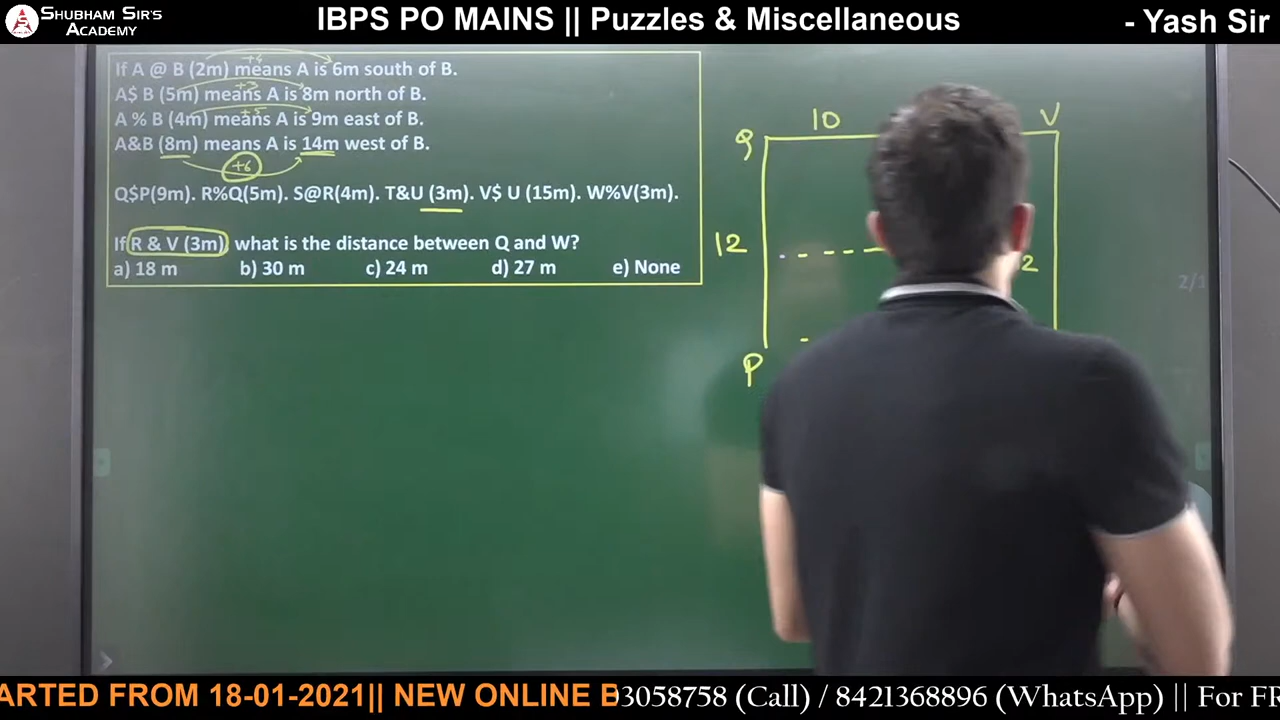 SHUBHAM SIR'S
ACADEMY
IBPS PO MAINS || Puzzles & Miscellaneous
- Yash Sir
If A @ B (2m) means A is 6m south of B.
A$ B (5m) means A is 8m north of B.
A % B (4m) means A is 9m east of B.
A&B (8m) means A is 14m west of B.
+6
Q$P(9m). R%Q(5m). S@R(4m). T&U (3m). V$ U (15m). W%V(3m).
If R & V (3m), what is the distance between Q and W?
a) 18 m b) 30 m c) 24 m d) 27 m e) None
Q 10 V
12
2
P
2/1
ARTED FROM 18-01-2021|| NEW ONLINE B3058758 (Call) / 8421368896 (WhatsApp) || For FR